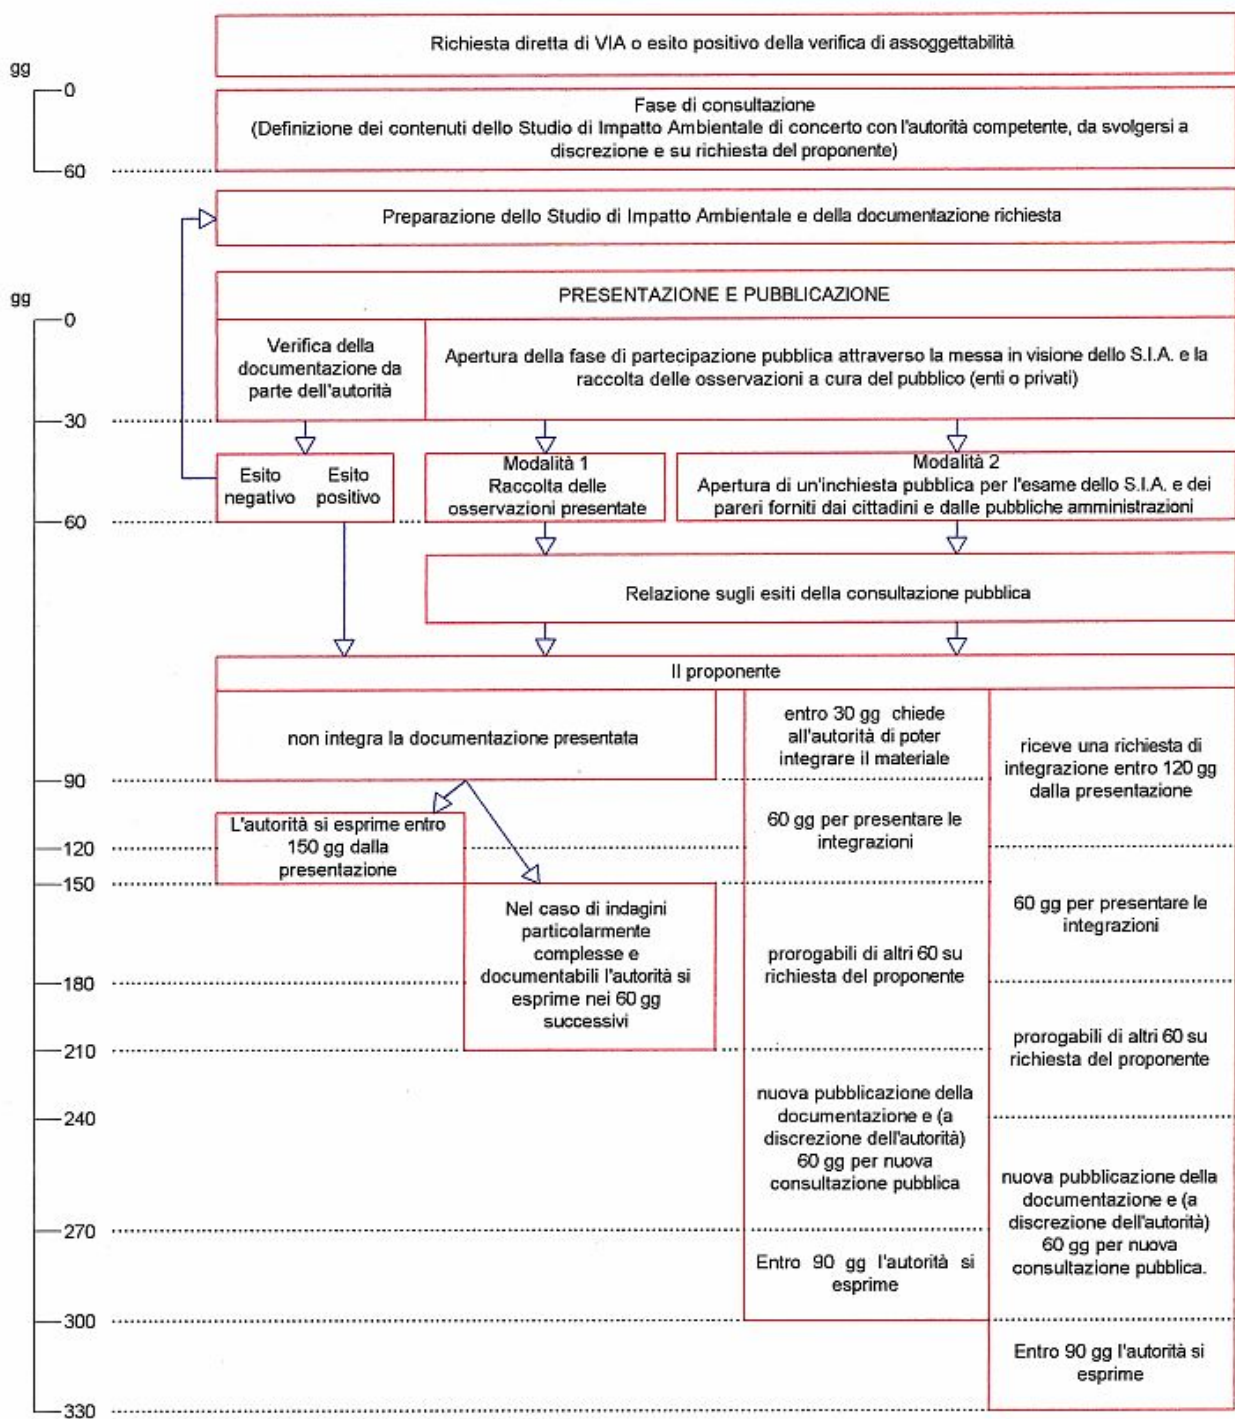 Richiesta diretta di VIA o esito positivo della verifica di assoggettabilità
gg
0
Fase di consultazione
(Definizione dei contenuti dello Studio di Impatto Ambientale di concerto con l'autorità competente, da svolgersi a
discrezione e su richiesta del proponente)
60
Preparazione dello Studio di Impatto Ambientale e della documentazione richiesta
gg
PRESENTAZIONE E PUBBLICAZIONE
0
Verifica della
documentazione da
parte dell'autorità
Apertura della fase di partecipazione pubblica attraverso la messa in visione dello S.I.A. e la
raccolta delle osservazioni a cura del pubblico (enti o privati)
30
Esito
negativo
Esito
positivo
Modalità 1
Raccolta delle
osservazioni presentate
Modalità 2
Apertura di un'inchiesta pubblica per l'esame dello S.I.A. e dei
pareri forniti dai cittadini e dalle pubbliche amministrazioni
60
Relazione sugli esiti della consultazione pubblica
Il proponente
non integra la documentazione presentata
entro 30 gg chiede
all'autorità di poter
integrare il materiale
riceve una richiesta di
integrazione entro 120 gg
dalla presentazione
90
L'autorità si esprime entro
150 gg dalla
presentazione
60 gg per presentare le
integrazioni
120
150
Nel caso di indagini
particolarmente
complesse e
documentabili l'autorità si
esprime nei 60 gg
successivi
prorogabili di altri 60 su
richiesta del proponente
60 gg per presentare le
integrazioni
180
prorogabili di altri 60 su
richiesta del proponente
210
nuova pubblicazione della
documentazione e (a
discrezione dell'autorità)
60 gg per nuova
consultazione pubblica
240
nuova pubblicazione della
documentazione e (a
discrezione dell'autorità)
60 gg per nuova
consultazione pubblica.
270
Entro 90 gg l'autorità si
esprime
300
Entro 90 gg l'autorità si
esprime
330